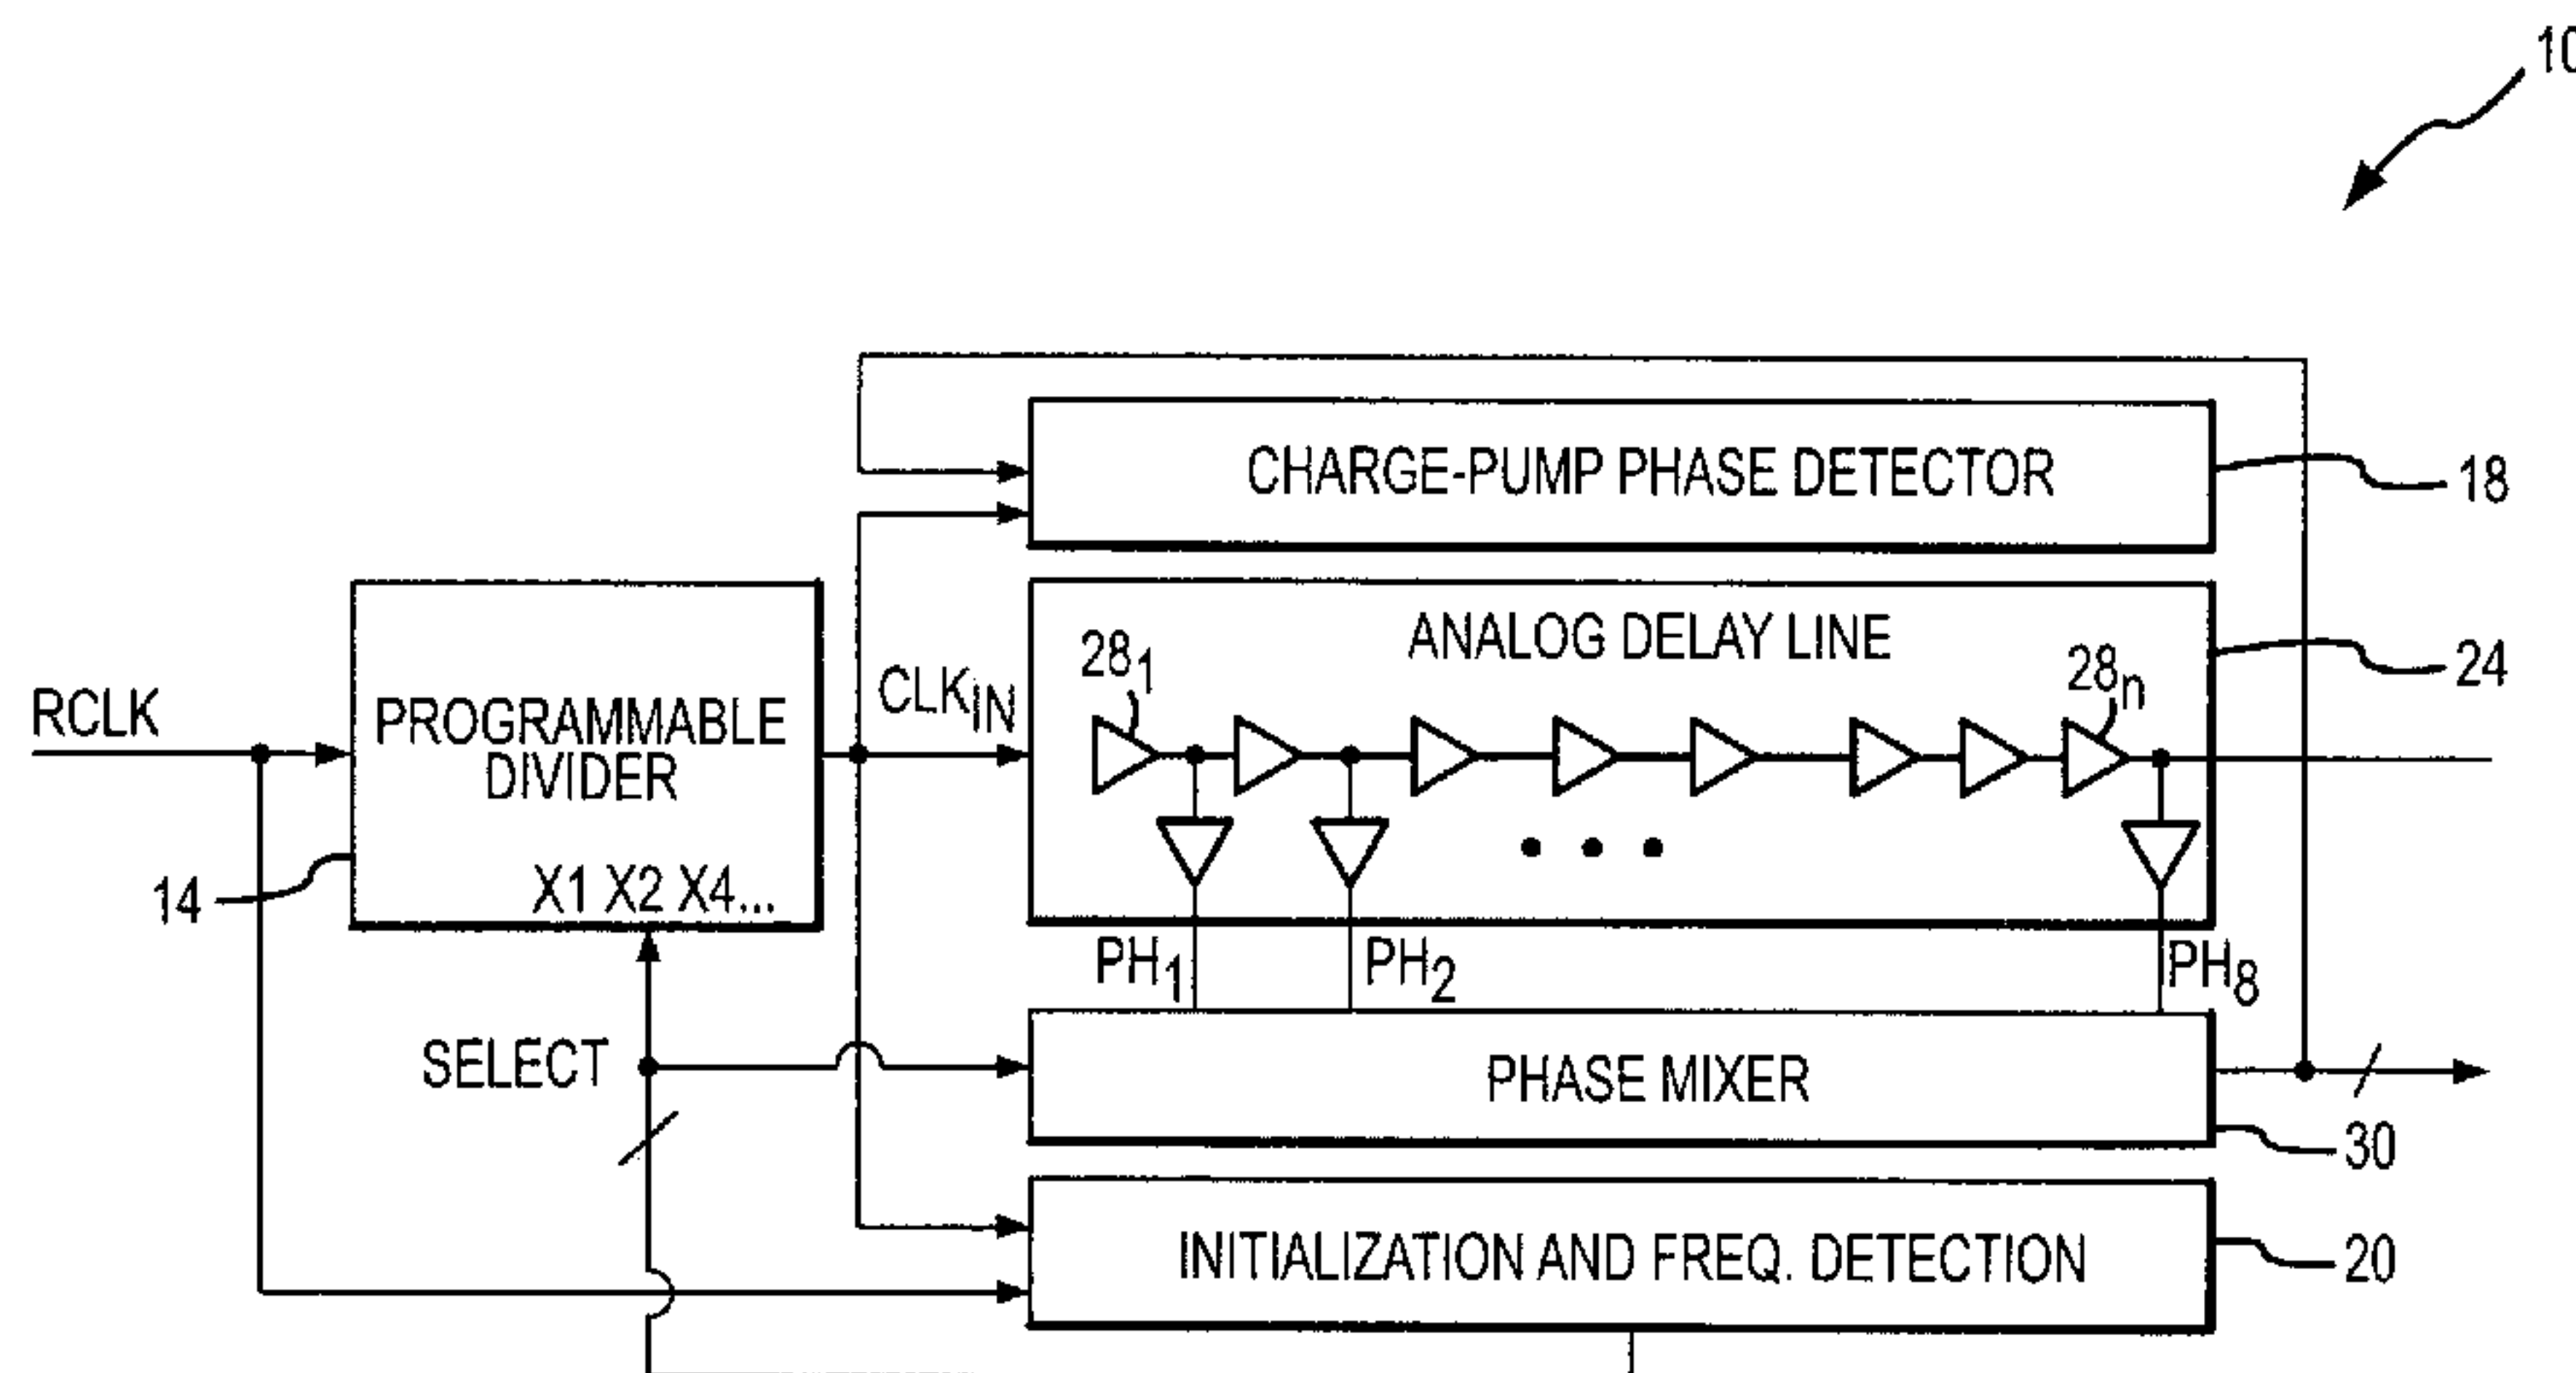 10
CHARGE-PUMP PHASE DETECTOR
18
ANALOG DELAY LINE
24
28₁
28ₙ
RCLK
PROGRAMMABLE
DIVIDER
X1 X2 X4...
14
CLK_IN
PH₁
PH₂
PH₈
SELECT
PHASE MIXER
30
INITIALIZATION AND FREQ. DETECTION
20